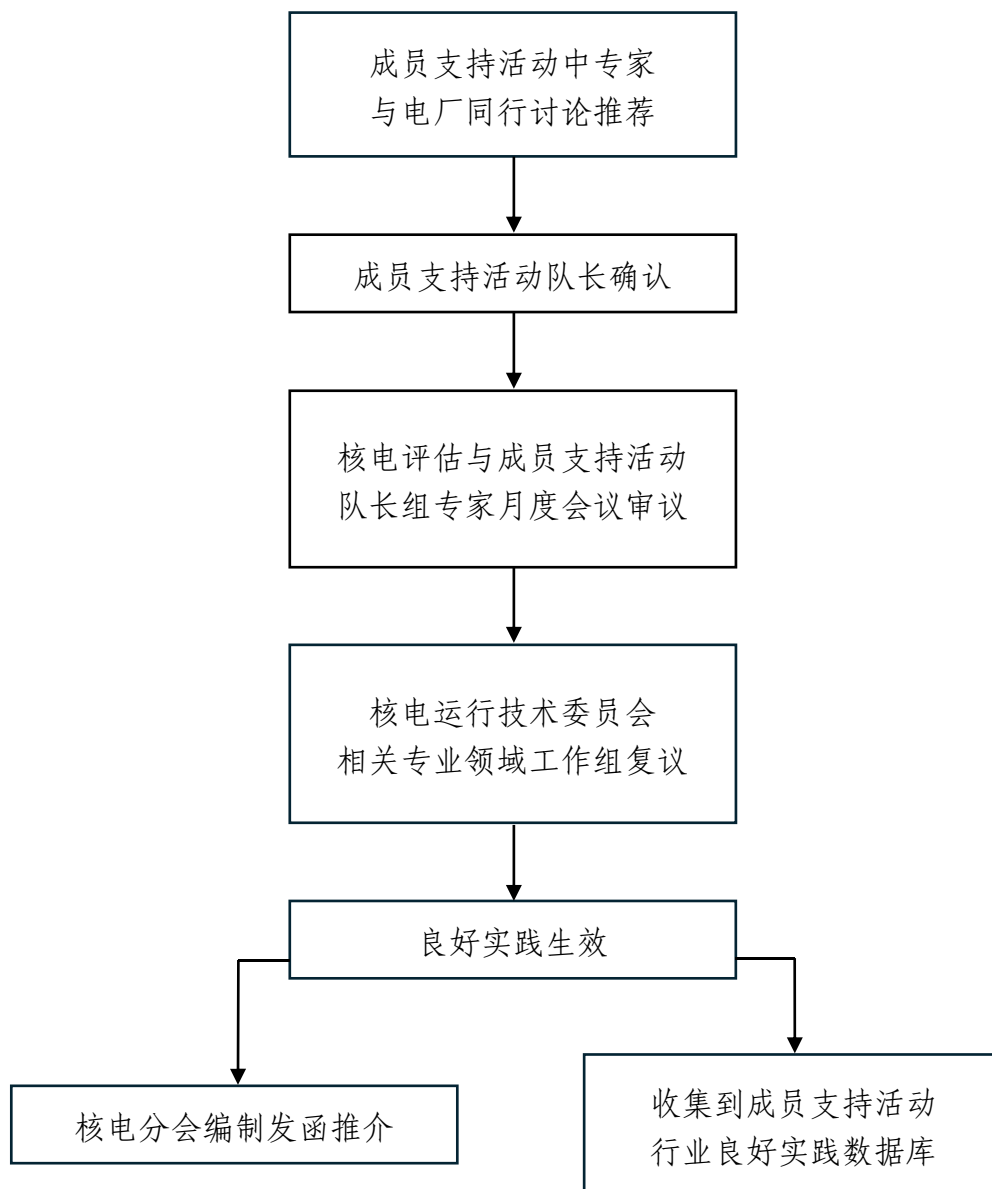 成员支持活动中专家
与电厂同行讨论推荐
成员支持活动队长确认
核电评估与成员支持活动
队长组专家月度会议审议
核电运行技术委员会
相关专业领域工作组复议
良好实践生效
核电分会编制发函推介
收集到成员支持活动
行业良好实践数据库